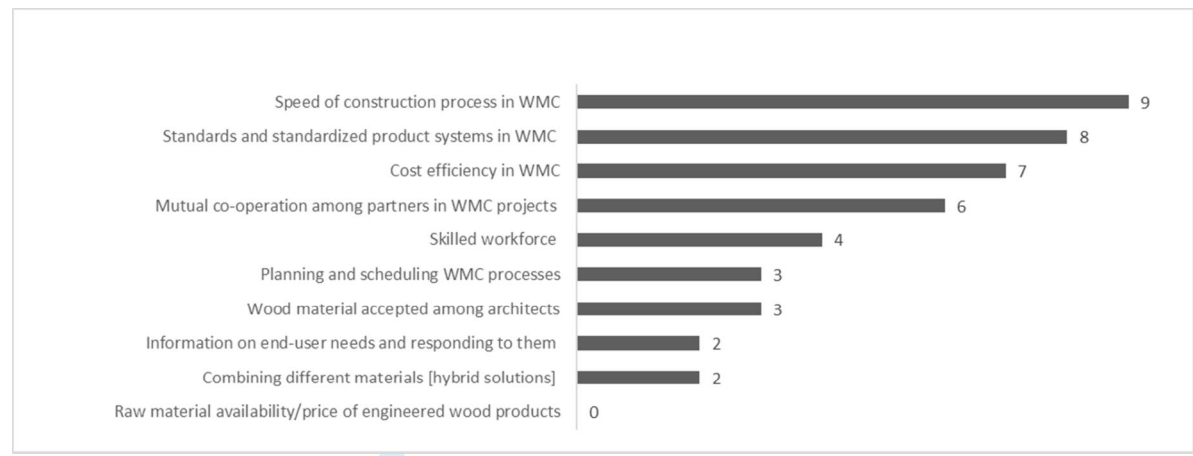 Speed of construction process in WMC 9
Standards and standardized product systems in WMC 8
Cost efficiency in WMC 7
Mutual co-operation among partners in WMC projects 6
Skilled workforce 4
Planning and scheduling WMC processes 3
Wood material accepted among architects 3
Information on end-user needs and responding to them 2
Combining different materials [hybrid solutions] 2
Raw material availability/price of engineered wood products 0